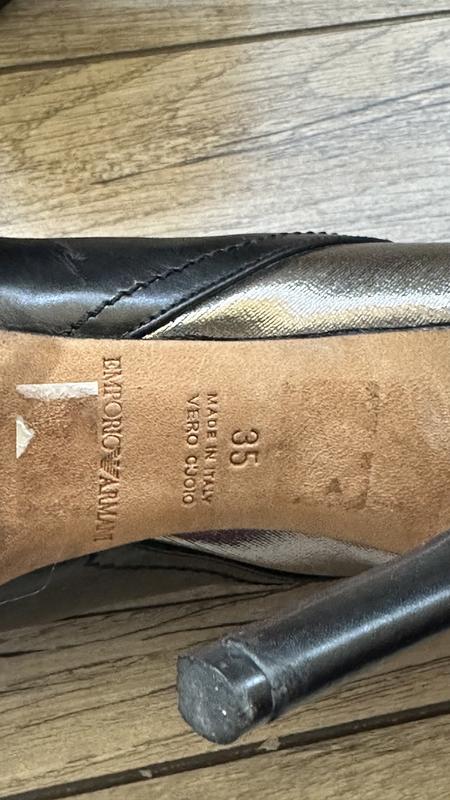 35
MADE IN ITALY
VERO CUOIO
EMPORIO ARMANI